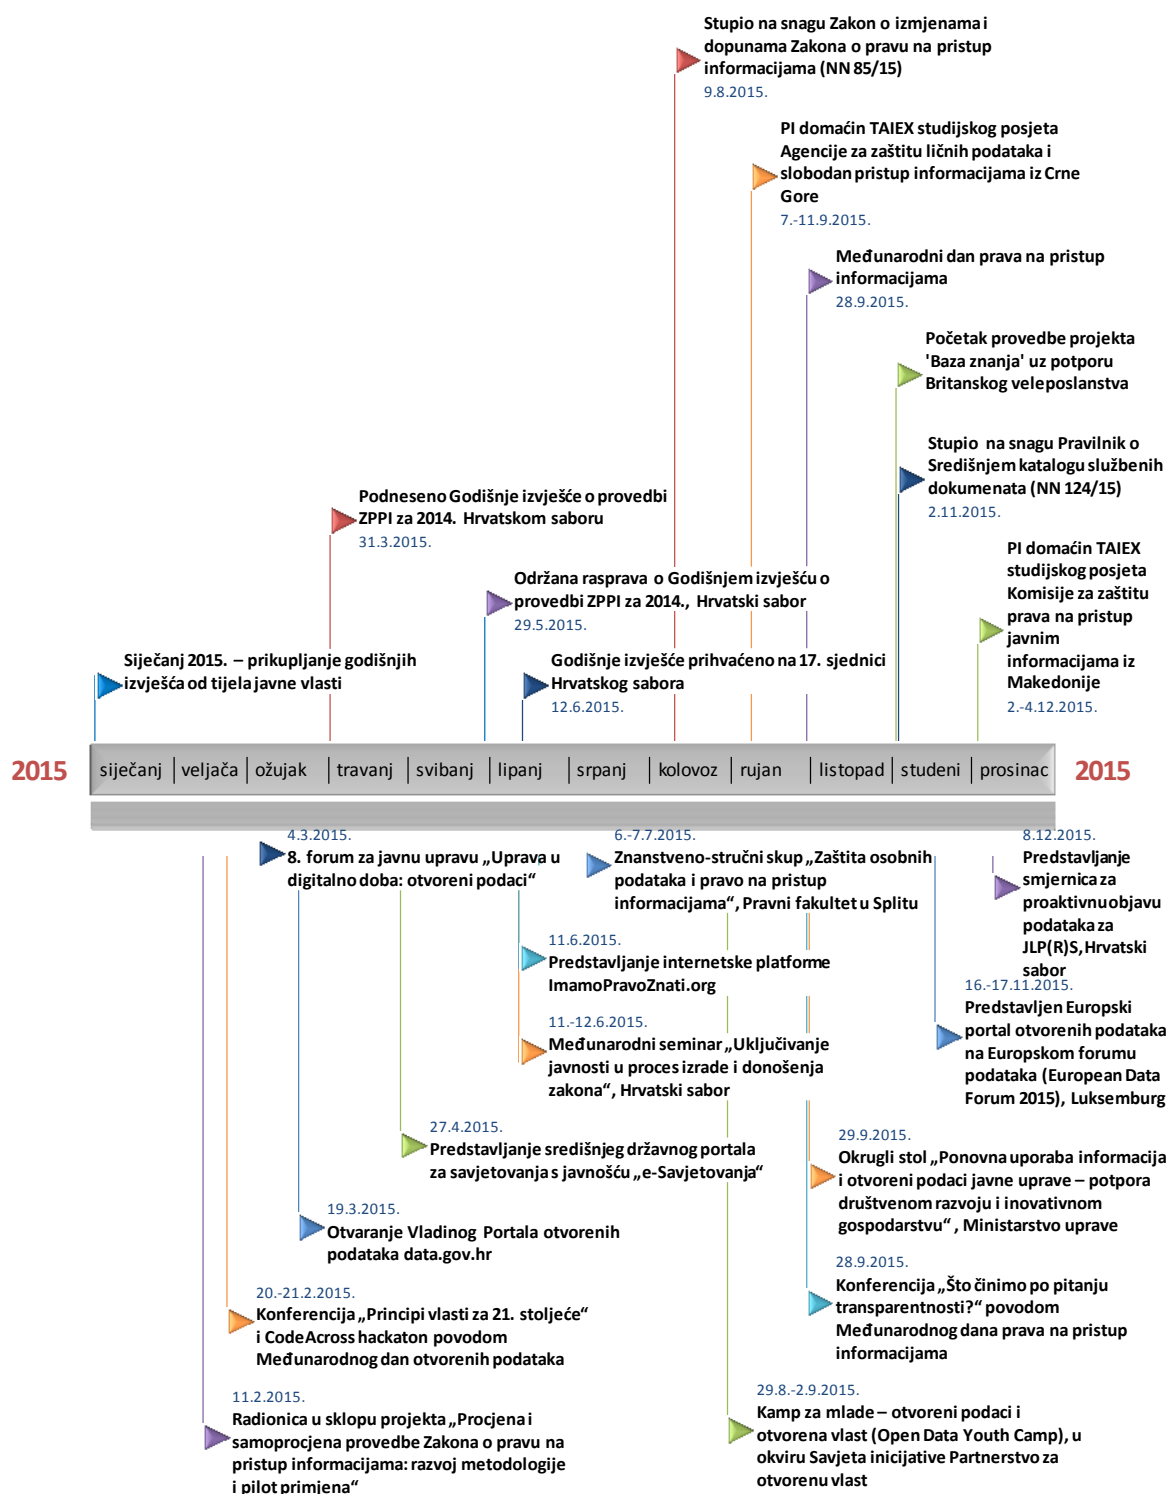 Stupio na snagu Zakon o izmjenama i
dopunama Zakona o pravu na pristup
informacijama (NN 85/15)
9.8.2015.
PI domaćin TAIEX studijskog posjeta
Agencije za zaštitu ličnih podataka i
slobodan pristup informacijama iz Crne
Gore
7.-11.9.2015.
Međunarodni dan prava na pristup
informacijama
28.9.2015.
Početak provedbe projekta
'Baza znanja' uz potporu
Britanskog veleposlanstva
Stupio na snagu Pravilnik o
Središnjem katalogu službenih
dokumenata (NN 124/15)
2.11.2015.
Podneseno Godišnje izvješće o provedbi
ZPPI za 2014. Hrvatskom saboru
31.3.2015.
PI domaćin TAIEX
studijskog posjeta
Komisije za zaštitu
prava na pristup
javnim
informacijama iz
Makedonije
2.-4.12.2015.
Održana rasprava o Godišnjem izvješću o
provedbi ZPPI za 2014., Hrvatski sabor
29.5.2015.
Siječanj 2015. – prikupljanje godišnjih
izvješća od tijela javne vlasti
Godišnje izvješće prihvaćeno na 17. sjednici
Hrvatskog sabora
12.6.2015.
2015 siječanj veljača ožujak travanj svibanj lipanj srpanj kolovoz rujan listopad studeni prosinac 2015
4.3.2015.
8. forum za javnu upravu „Uprava u
digitalno doba: otvoreni podaci“
6.-7.7.2015.
Znanstveno-stručni skup „Zaštita osobnih
podataka i pravo na pristup
informacijama“, Pravni fakultet u Splitu
8.12.2015.
Predstavljanje
smjernica za
proaktivnu objavu
podataka za
JLP(R)S, Hrvatski
sabor
11.6.2015.
Predstavljanje internetske platforme
ImamoPravoZnati.org
16.-17.11.2015.
Predstavljen Europski
portal otvorenih podataka
na Europskom forumu
podataka (European Data
Forum 2015), Luksemburg
11.-12.6.2015.
Međunarodni seminar „Uključivanje
javnosti u proces izrade i donošenja
zakona“, Hrvatski sabor
27.4.2015.
Predstavljanje središnjeg državnog portala
za savjetovanja s javnošću „e-Savjetovanja“
29.9.2015.
Okrugli stol „Ponovna uporaba informacija
i otvoreni podaci javne uprave – potpora
društvenom razvoju i inovativnom
gospodarstvu“ , Ministarstvo uprave
19.3.2015.
Otvaranje Vladinog Portala otvorenih
podataka data.gov.hr
28.9.2015.
Konferencija „Što činimo po pitanju
transparentnosti?“ povodom
Međunarodnog dana prava na pristup
informacijama
20.-21.2.2015.
Konferencija „Principi vlasti za 21. stoljeće“
i CodeAcross hackaton povodom
Međunarodnog dan otvorenih podataka
29.8.-2.9.2015.
Kamp za mlade – otvoreni podaci i
otvorena vlast (Open Data Youth Camp), u
okviru Savjeta inicijative Partnerstvo za
otvorenu vlast
11.2.2015.
Radionica u sklopu projekta „Procjena i
samoprocjena provedbe Zakona o pravu na
pristup informacijama: razvoj metodologije
i pilot primjena“